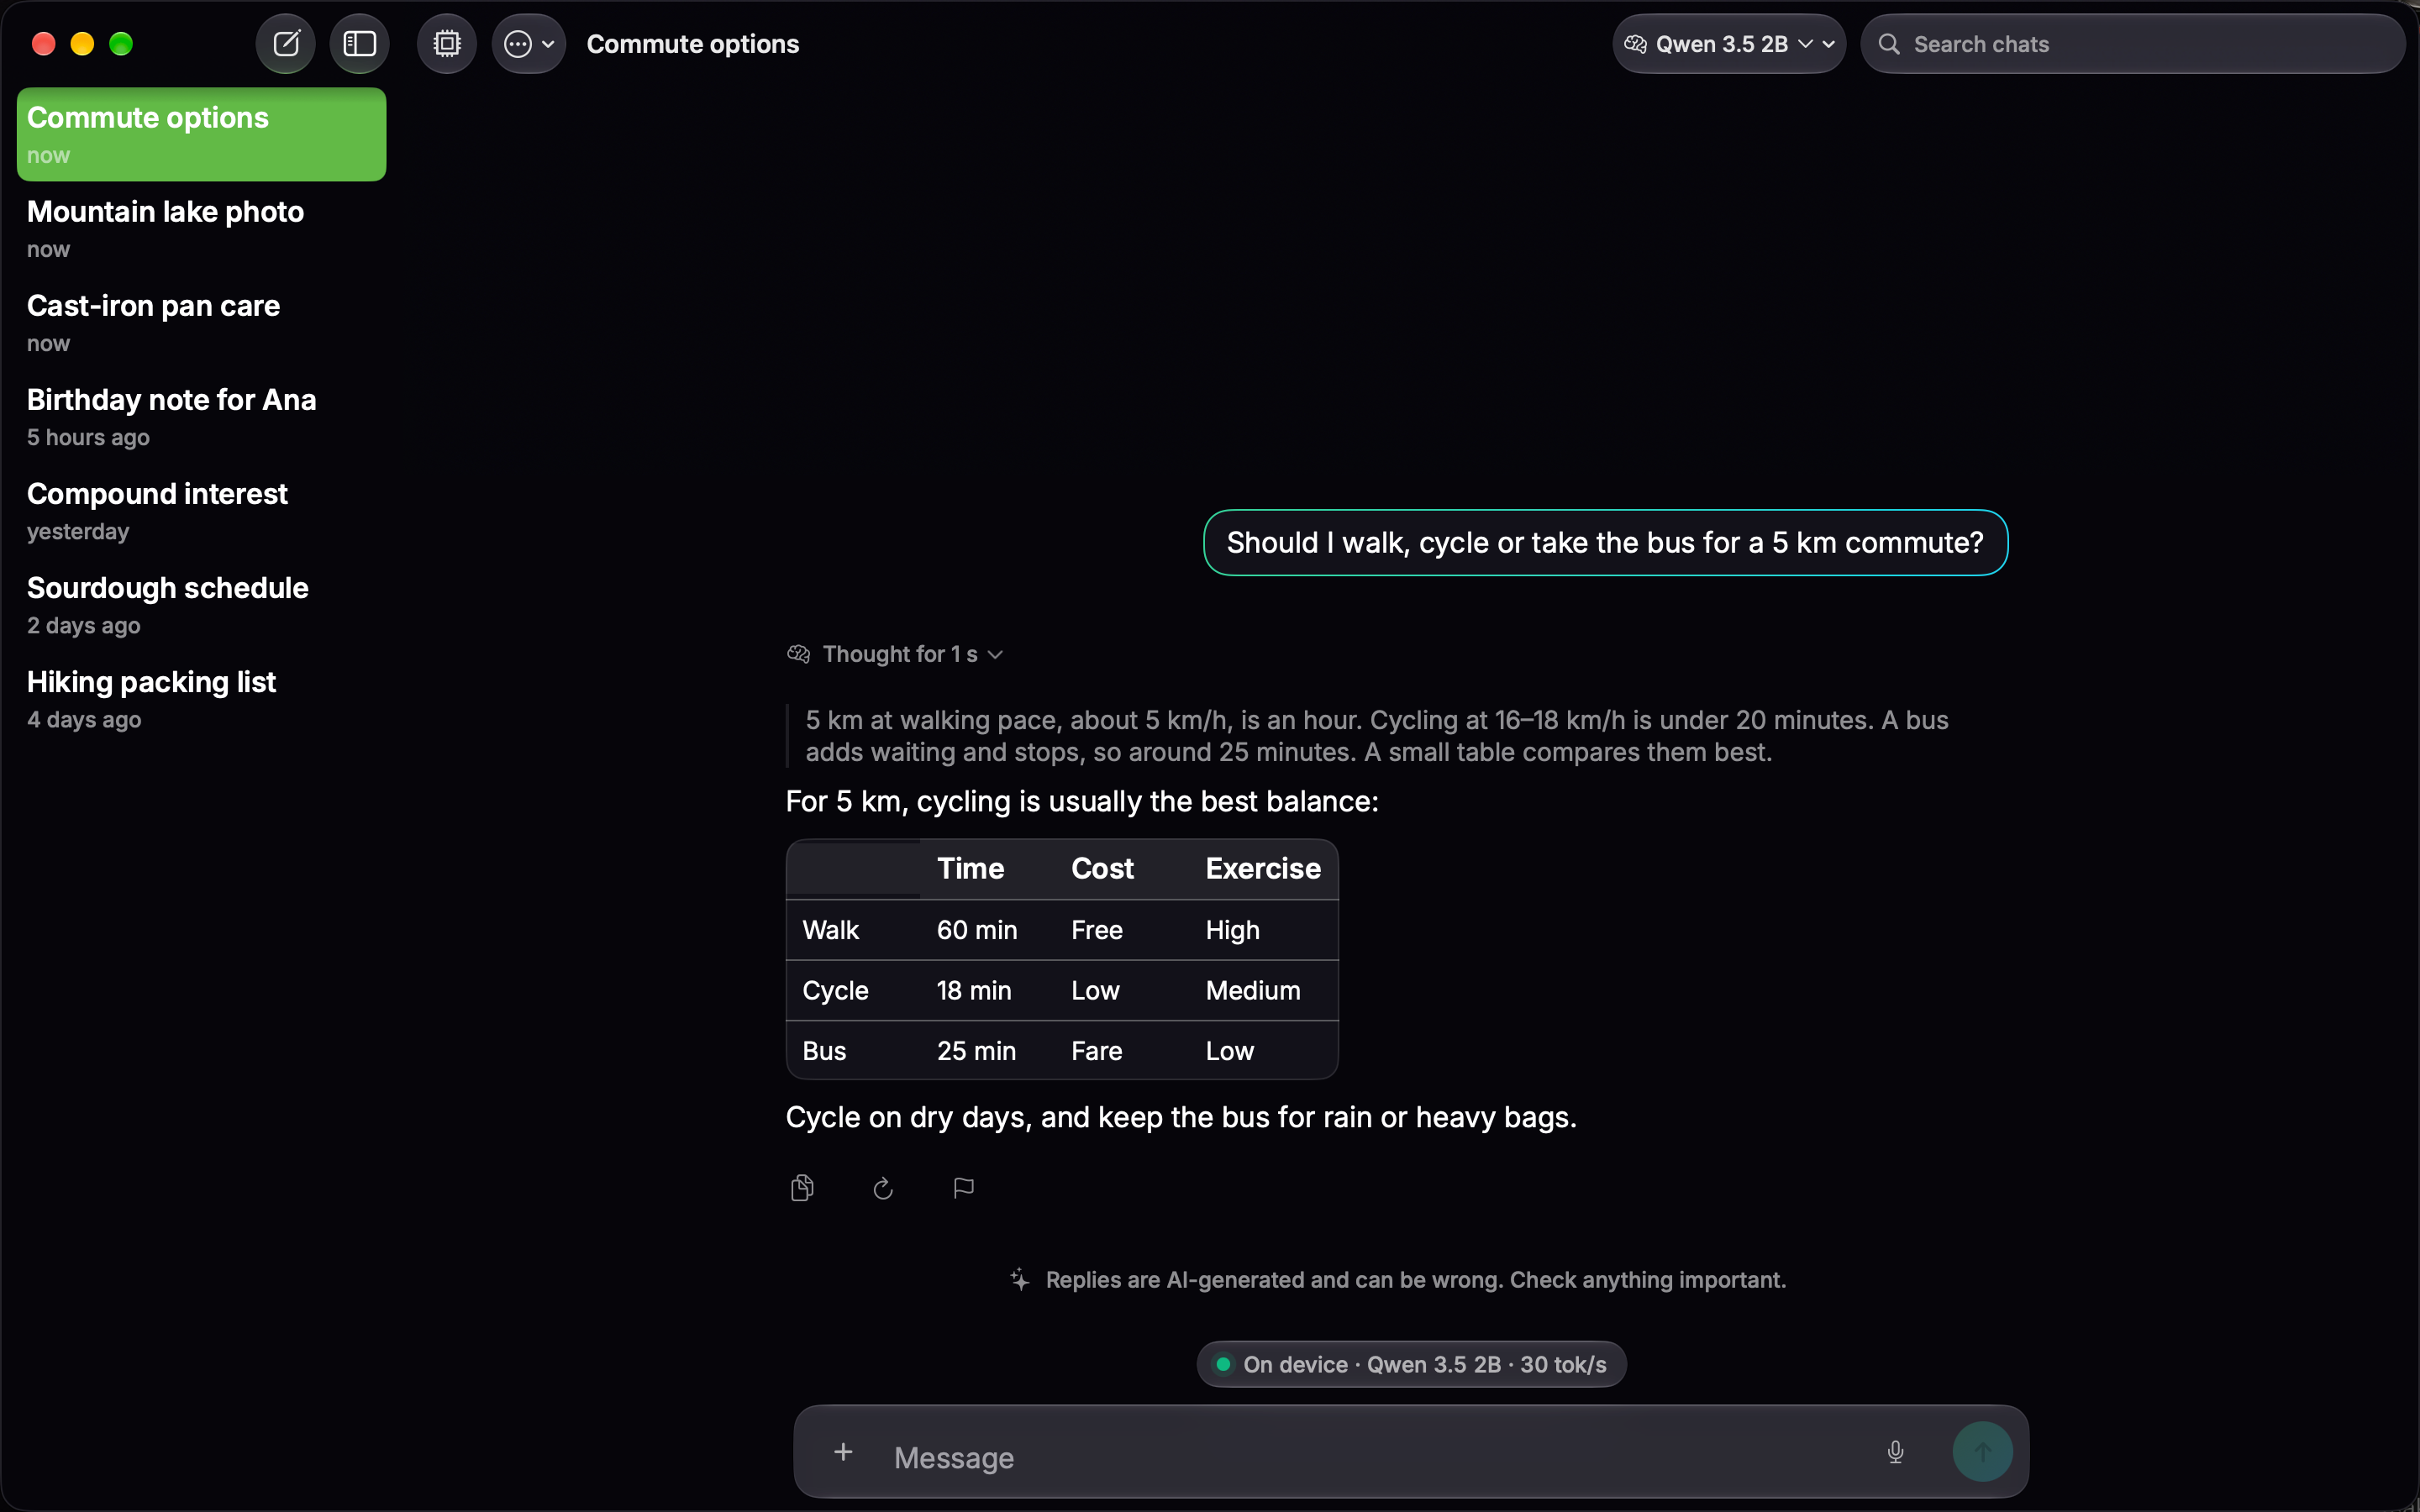 Commute options
Qwen 3.5 2B
Search chats
Commute options
now
Mountain lake photo
now
Cast-iron pan care
now
Birthday note for Ana
5 hours ago
Compound interest
yesterday
Sourdough schedule
2 days ago
Hiking packing list
4 days ago
Should I walk, cycle or take the bus for a 5 km commute?
Thought for 1 s
5 km at walking pace, about 5 km/h, is an hour. Cycling at 16–18 km/h is under 20 minutes. A bus
adds waiting and stops, so around 25 minutes. A small table compares them best.
For 5 km, cycling is usually the best balance:
Time Cost Exercise
Walk 60 min Free High
Cycle 18 min Low Medium
Bus 25 min Fare Low
Cycle on dry days, and keep the bus for rain or heavy bags.
Replies are AI-generated and can be wrong. Check anything important.
On device · Qwen 3.5 2B · 30 tok/s
Message